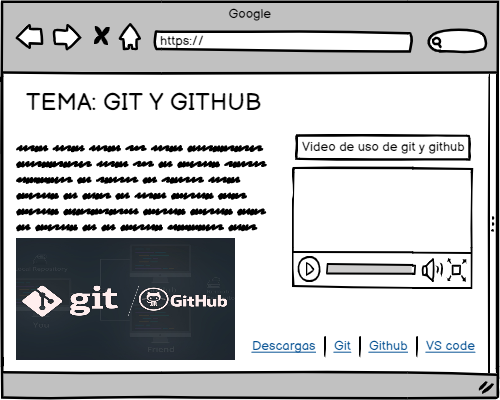 Google
https://
TEMA: GIT Y GITHUB
Video de uso de git y github
git
GitHub
Descargas
Git
Github
VS code